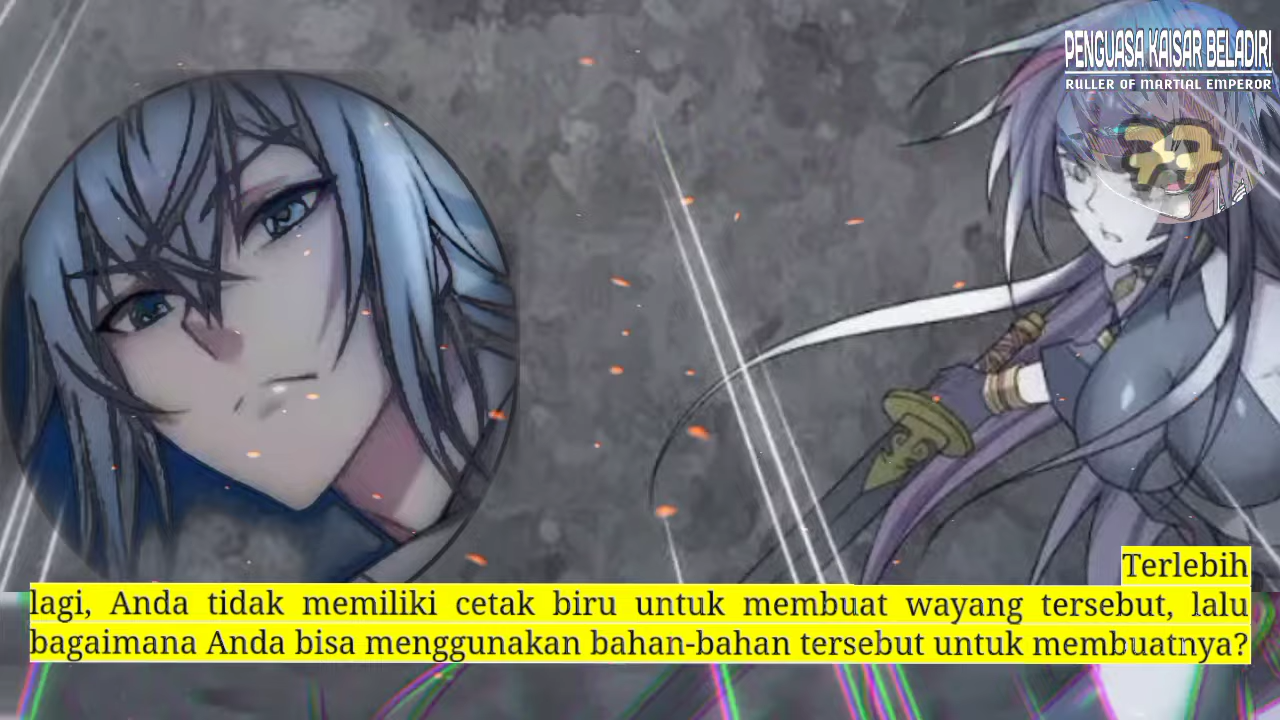 PENGUASA KAISAR BELADIRI
RULLER OF MARTIAL EMPEROR
Terlebih
lagi, Anda tidak memiliki cetak biru untuk membuat wayang tersebut, lalu
bagaimana Anda bisa menggunakan bahan-bahan tersebut untuk membuatnya?